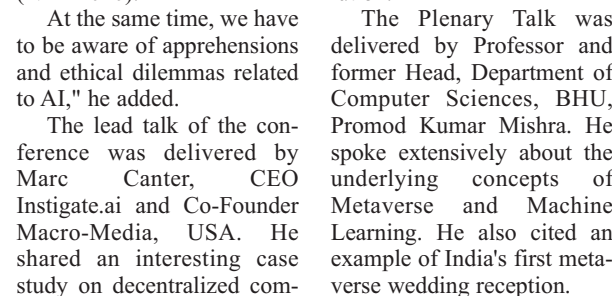 At the same time, we have
to be aware of apprehensions
and ethical dilemmas related
to AI," he added.
The lead talk of the con-
ference was delivered by
Marc Canter, CEO
Instigate.ai and Co-Founder
Macro-Media, USA. He
shared an interesting case
study on decentralized com-
The Plenary Talk was
delivered by Professor and
former Head, Department of
Computer Sciences, BHU,
Promod Kumar Mishra. He
spoke extensively about the
underlying concepts of
Metaverse and Machine
Learning. He also cited an
example of India's first meta-
verse wedding reception.